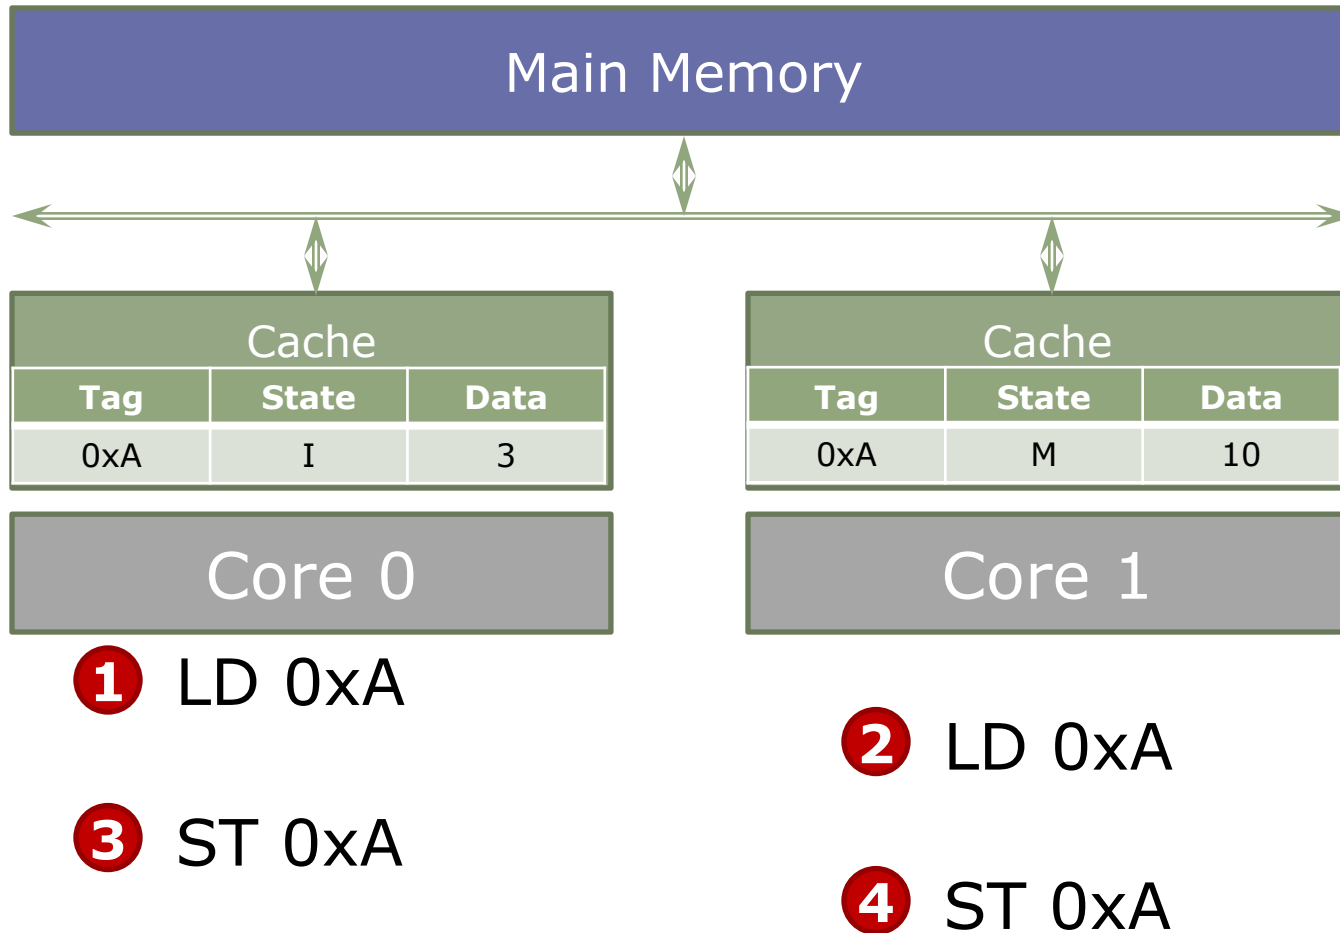 Main Memory
Cache
Tag State Data
0xA I 3
Core 0
Cache
Tag State Data
0xA M 10
Core 1
1 LD 0xA
2 LD 0xA
3 ST 0xA
4 ST 0xA